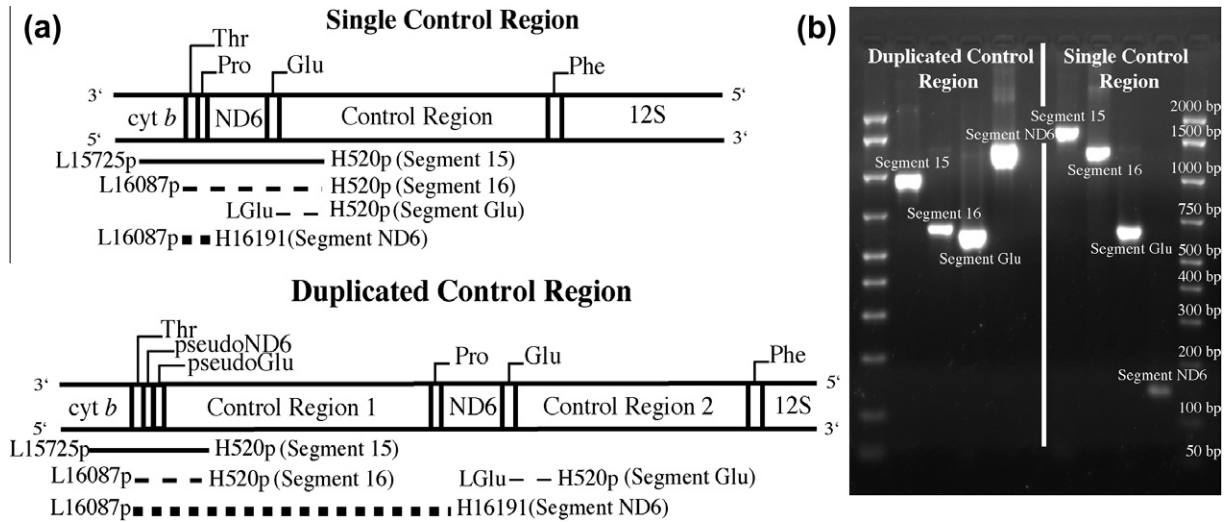 (a)
Single Control Region
Thr
Pro
Glu
Phe
3‘ 5‘
cyt b ND6 Control Region 12S
5‘ 3‘
L15725p H520p (Segment 15)
L16087p H520p (Segment 16)
LGlu H520p (Segment Glu)
L16087p H16191(Segment ND6)
Duplicated Control Region
Thr
pseudoND6
pseudoGlu
Pro
Glu
Phe
3‘ 5‘
cyt b Control Region 1 ND6 Control Region 2 12S
5‘ 3‘
L15725p H520p (Segment 15)
L16087p H520p (Segment 16) LGlu H520p (Segment Glu)
L16087p H16191(Segment ND6)
(b)
Duplicated Control
Region
Single Control
Region
Segment 15
Segment 16
Segment Glu
Segment ND6
Segment 15
Segment 16
Segment Glu
Segment ND6
2000 bp
1500 bp
1000 bp
750 bp
500 bp
400 bp
300 bp
200 bp
100 bp
50 bp